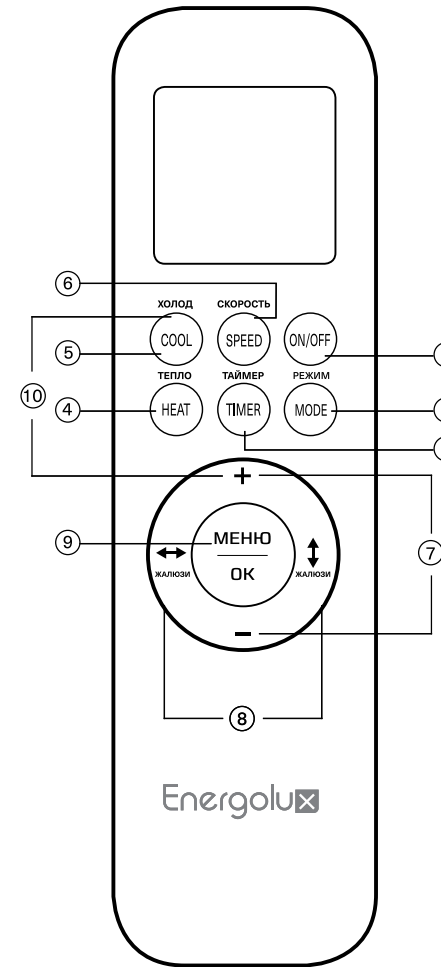 6
ХОЛОД СКОРОСТЬ
COOL SPEED ON/OFF
5
ТЕПЛО ТАЙМЕР РЕЖИМ
10
4
HEAT TIMER MODE
+
9
МЕНЮ
OK
ЖАЛЮЗИ ЖАЛЮЗИ
7
−
8
Energolux